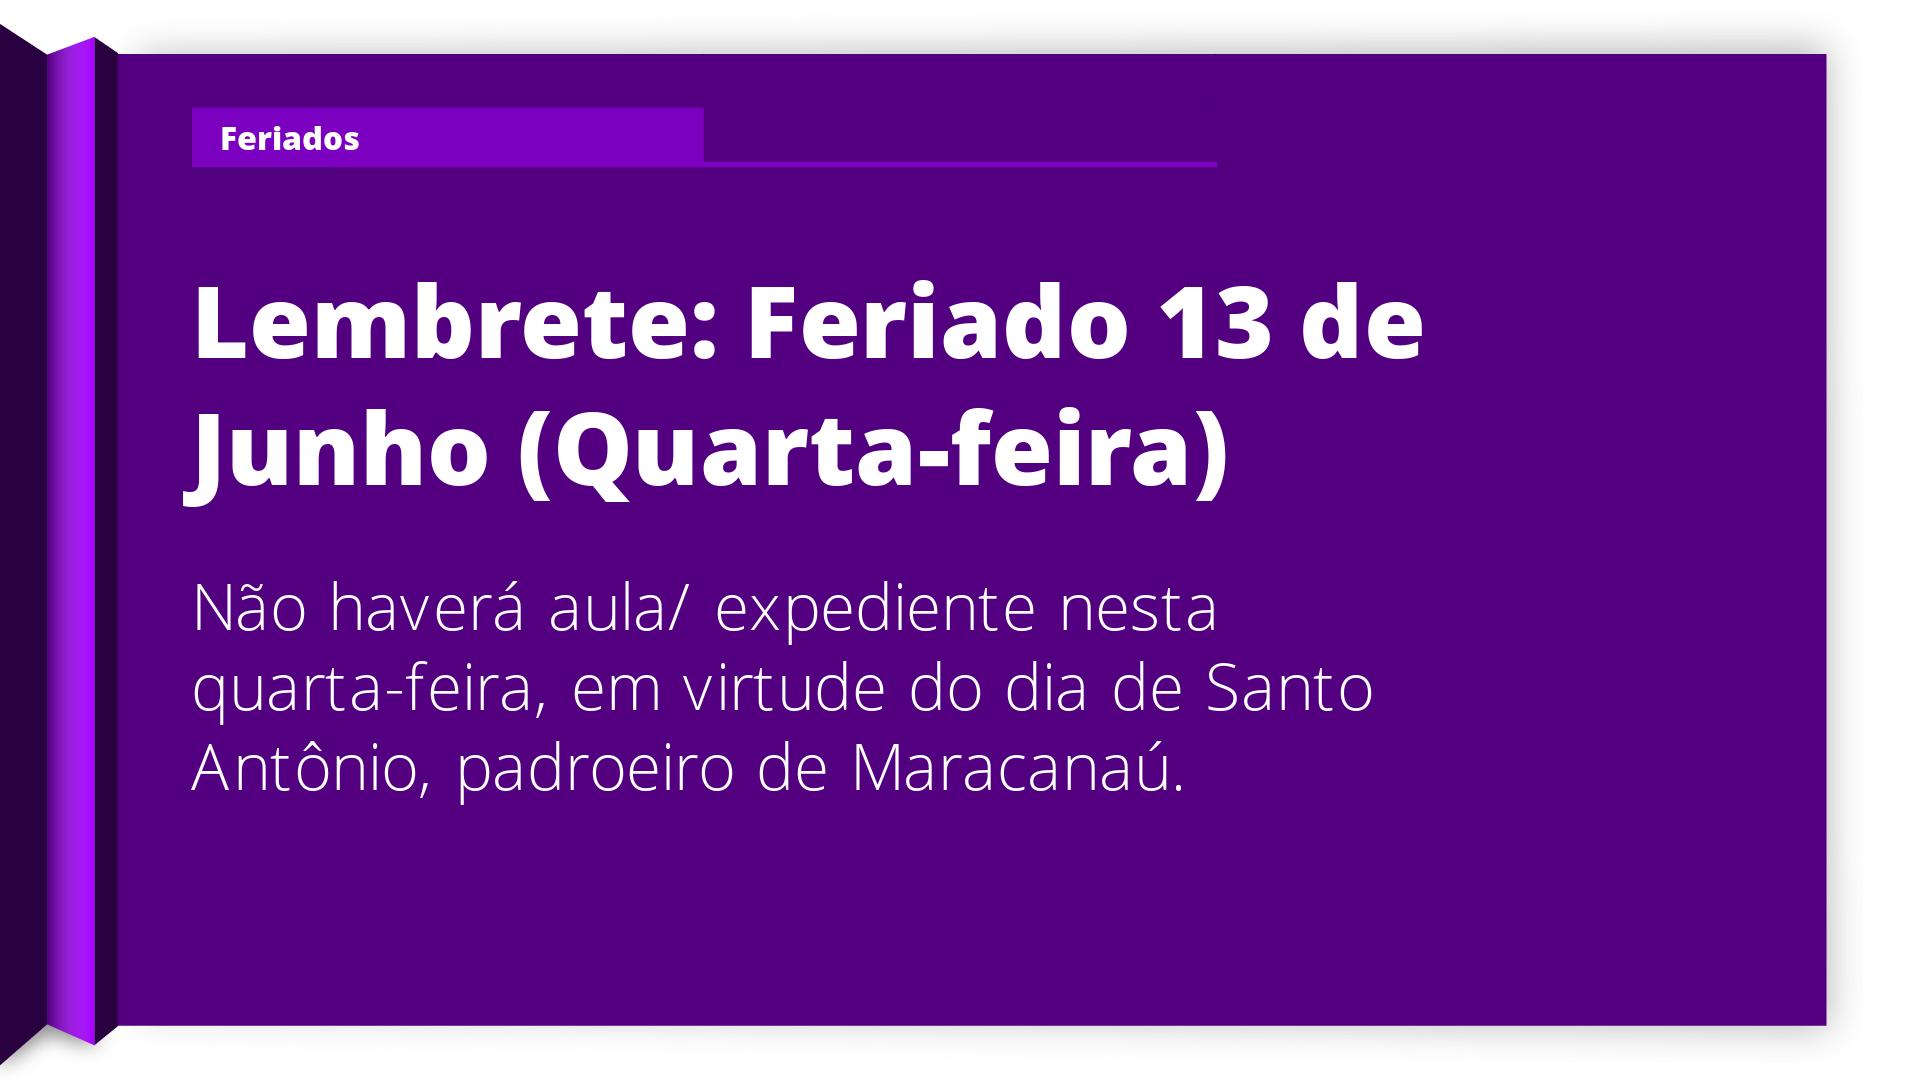 Feriados
Lembrete: Feriado 13 de
Junho (Quarta-feira)
Não haverá aula/ expediente nesta
quarta-feira, em virtude do dia de Santo
Antônio, padroeiro de Maracanaú.